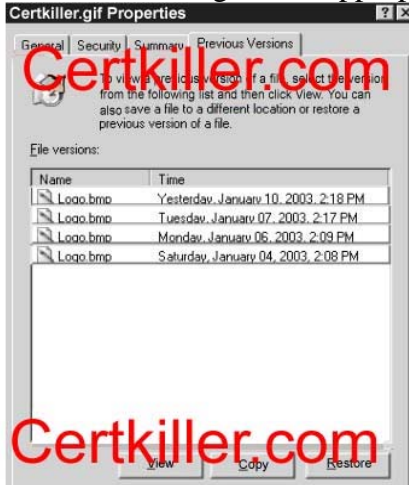 Certkiller.gif Properties
General Security Summary Previous Versions
Certkiller.com
To view a previous version of a file, select the version
from the following list and then click View. You can
also save a file to a different location or restore a
previous version of a file.
File versions:
Name Time
Logo.bmp Yesterday, January 10, 2003, 2:18 PM
Logo.bmp Tuesday, January 07, 2003, 2:17 PM
Logo.bmp Monday, January 06, 2003, 2:09 PM
Logo.bmp Saturday, January 04, 2003, 2:08 PM
Certkiller.com
View Copy Restore